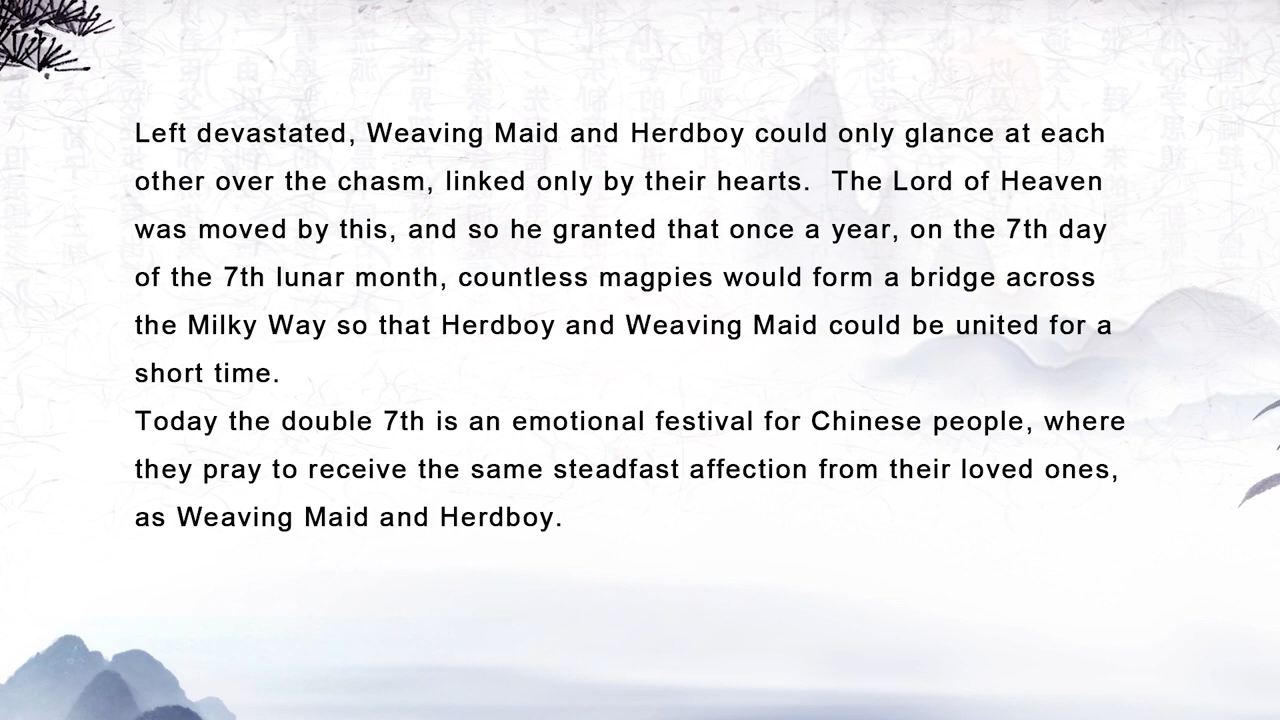 Left devastated, Weaving Maid and Herdboy could only glance at each
other over the chasm, linked only by their hearts.  The Lord of Heaven
was moved by this, and so he granted that once a year, on the 7th day
of the 7th lunar month, countless magpies would form a bridge across
the Milky Way so that Herdboy and Weaving Maid could be united for a
short time.
Today the double 7th is an emotional festival for Chinese people, where
they pray to receive the same steadfast affection from their loved ones,
as Weaving Maid and Herdboy.